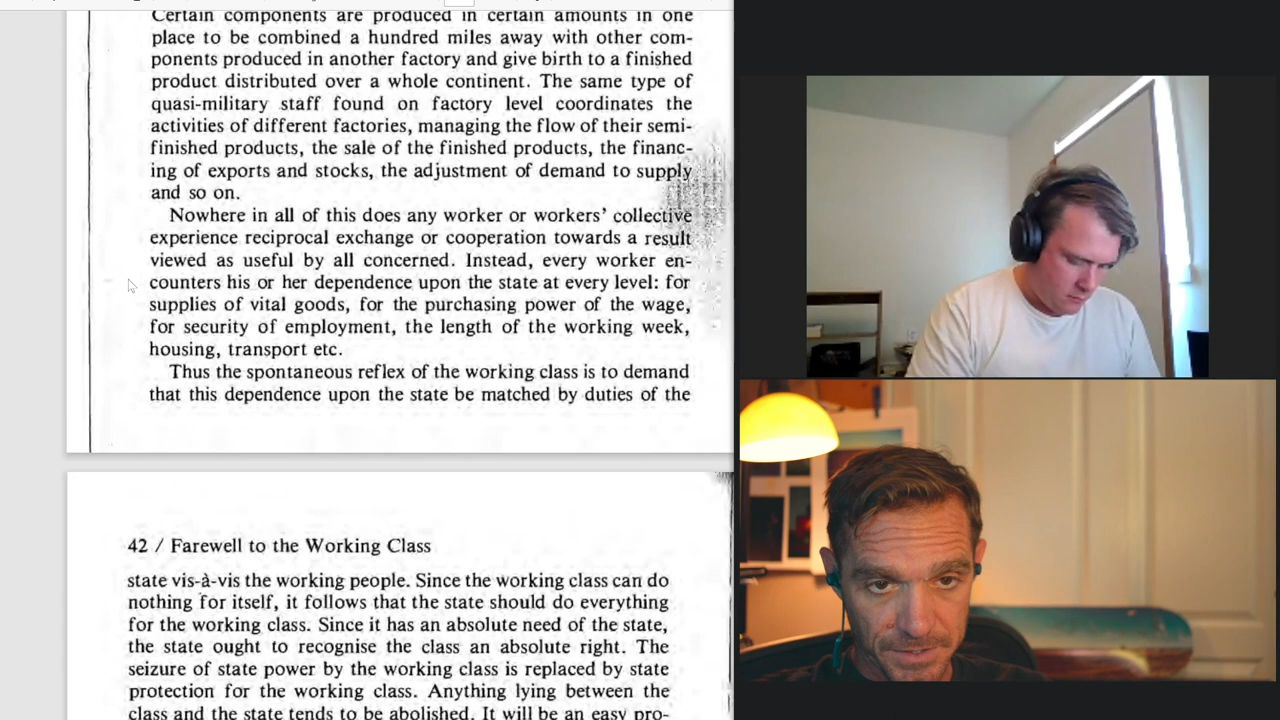 Certain components are produced in certain amounts in one
place to be combined a hundred miles away with other com-
ponents produced in another factory and give birth to a finished
product distributed over a whole continent. The same type of
quasi-military staff found on factory level coordinates the
activities of different factories, managing the flow of their semi-
finished products, the sale of the finished products, the financ-
ing of exports and stocks, the adjustment of demand to supply
and so on.
Nowhere in all of this does any worker or workers' collective
experience reciprocal exchange or cooperation towards a result
viewed as useful by all concerned. Instead, every worker en-
counters his or her dependence upon the state at every level: for
supplies of vital goods, for the purchasing power of the wage,
for security of employment, the length of the working week,
housing, transport etc.
Thus the spontaneous reflex of the working class is to demand
that this dependence upon the state be matched by duties of the
42 / Farewell to the Working Class
state vis-à-vis the working people. Since the working class can do
nothing for itself, it follows that the state should do everything
for the working class. Since it has an absolute need of the state,
the state ought to recognise the class an absolute right. The
seizure of state power by the working class is replaced by state
protection for the working class. Anything lying between the
class and the state tends to be abolished. It will be an easy pro-